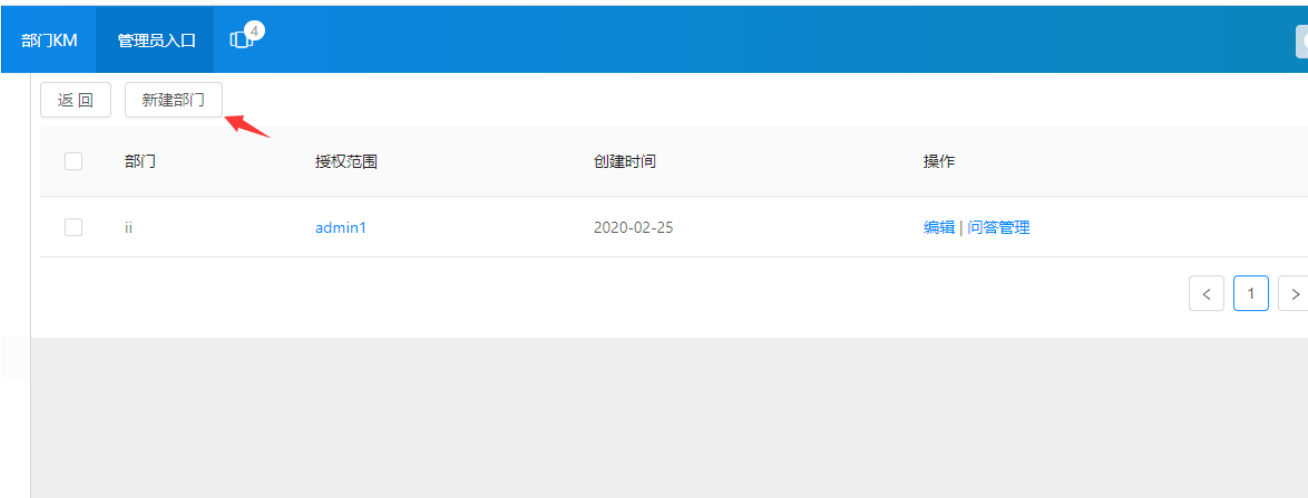 部门KM 管理员入口 4
返 回 新建部门
部门 授权范围 创建时间 操作
ii admin1 2020-02-25 编辑 | 问答管理
< 1 >